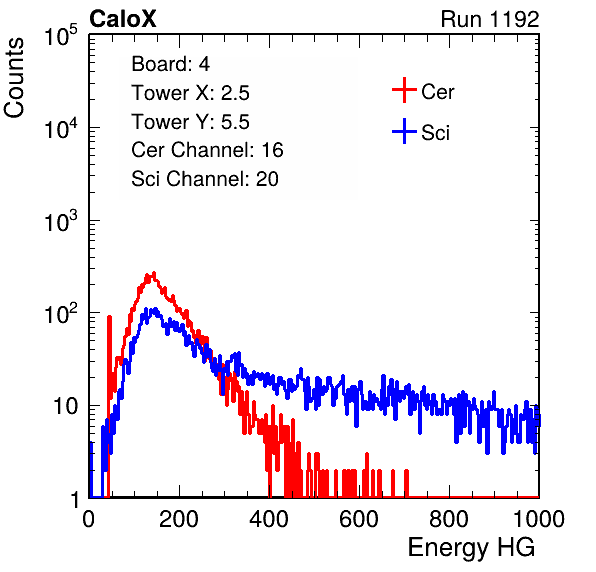 CaloX Run 1192
Counts
10^5
10^4
10^3
10^2
10
1
Board: 4
Tower X: 2.5
Tower Y: 5.5
Cer Channel: 16
Sci Channel: 20
Cer
Sci
0 200 400 600 800 1000
Energy HG